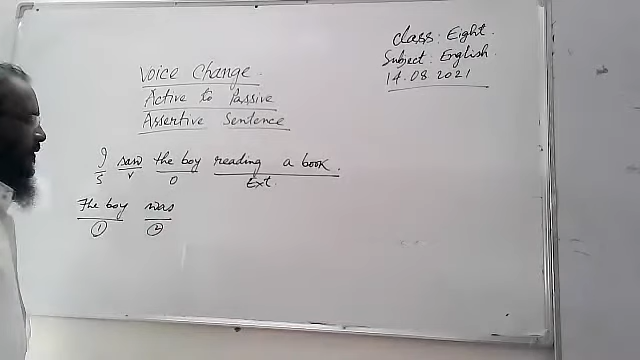 class: Eight.
Subject: English.
14.08 2021
Voice Change.
Active to Passive
Assertive Sentence
I saw the boy reading a book.
S V O Ext.
The boy was
① ②